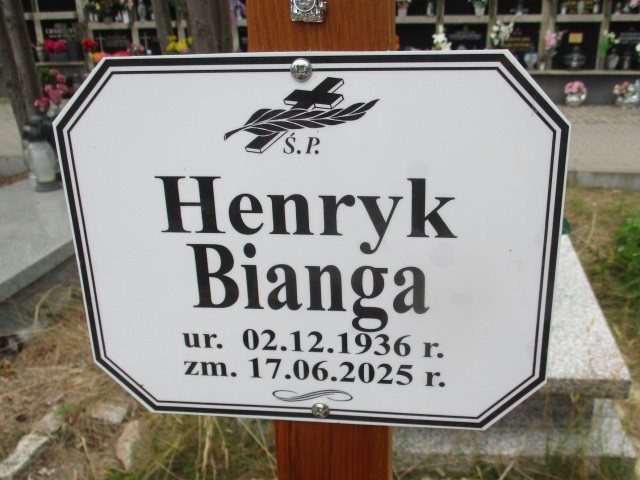 Ś.P.
Henryk
Bianga
ur. 02.12.1936 r.
zm. 17.06.2025 r.